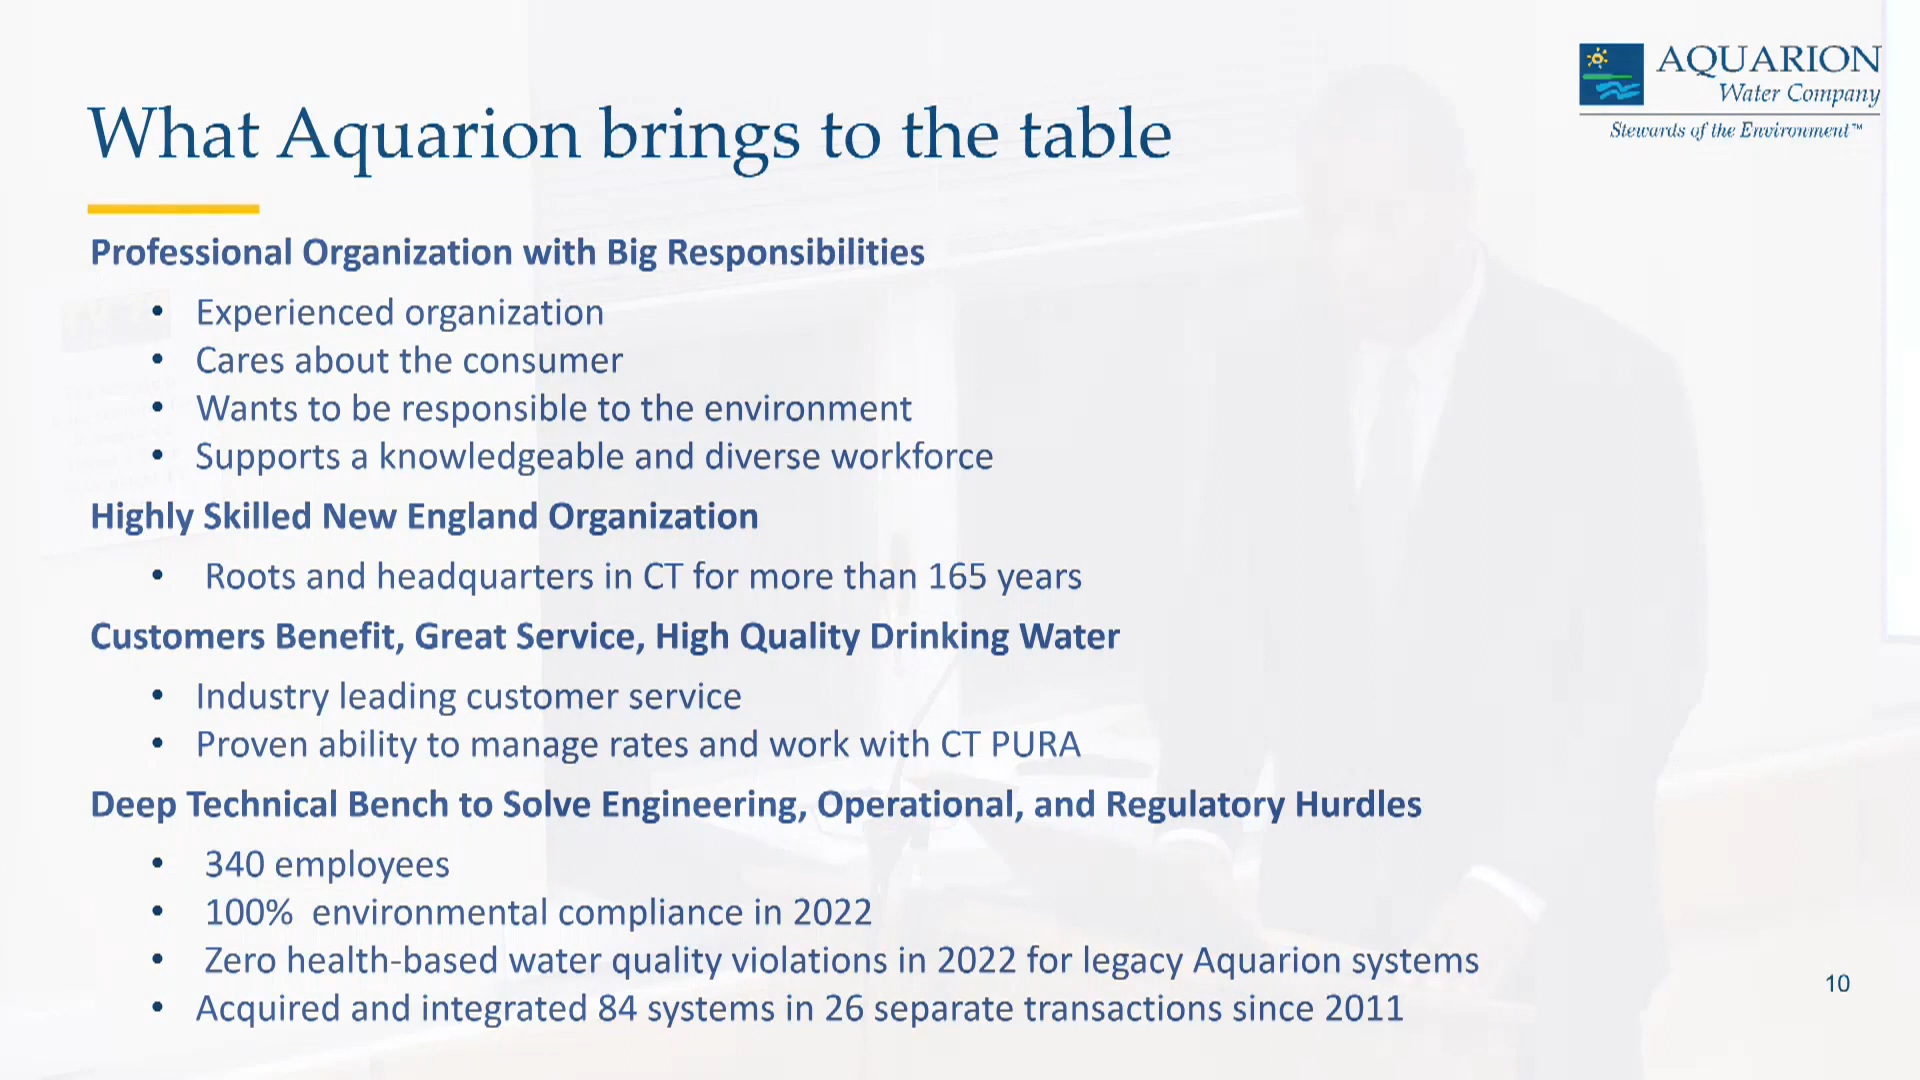 AQUARION
Water Company
Stewards of the Environment™
What Aquarion brings to the table
Professional Organization with Big Responsibilities
• Experienced organization
• Cares about the consumer
• Wants to be responsible to the environment
• Supports a knowledgeable and diverse workforce
Highly Skilled New England Organization
• Roots and headquarters in CT for more than 165 years
Customers Benefit, Great Service, High Quality Drinking Water
• Industry leading customer service
• Proven ability to manage rates and work with CT PURA
Deep Technical Bench to Solve Engineering, Operational, and Regulatory Hurdles
• 340 employees
• 100%  environmental compliance in 2022
• Zero health-based water quality violations in 2022 for legacy Aquarion systems
• Acquired and integrated 84 systems in 26 separate transactions since 2011
10